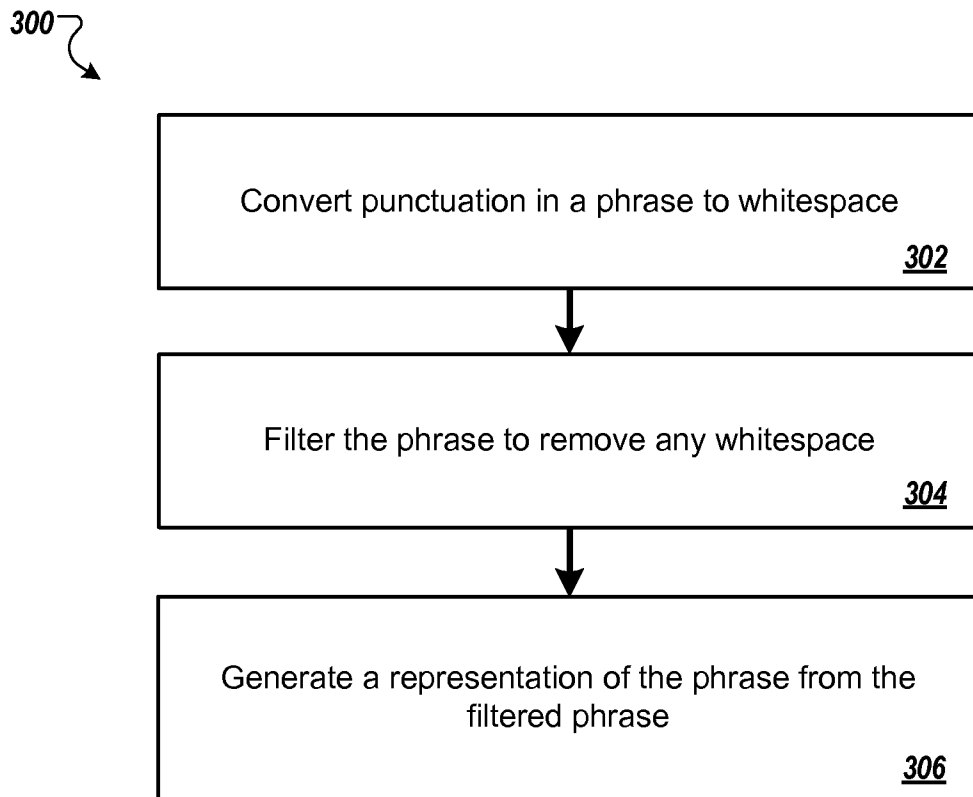 300
Convert punctuation in a phrase to whitespace
302
Filter the phrase to remove any whitespace
304
Generate a representation of the phrase from the
filtered phrase
306